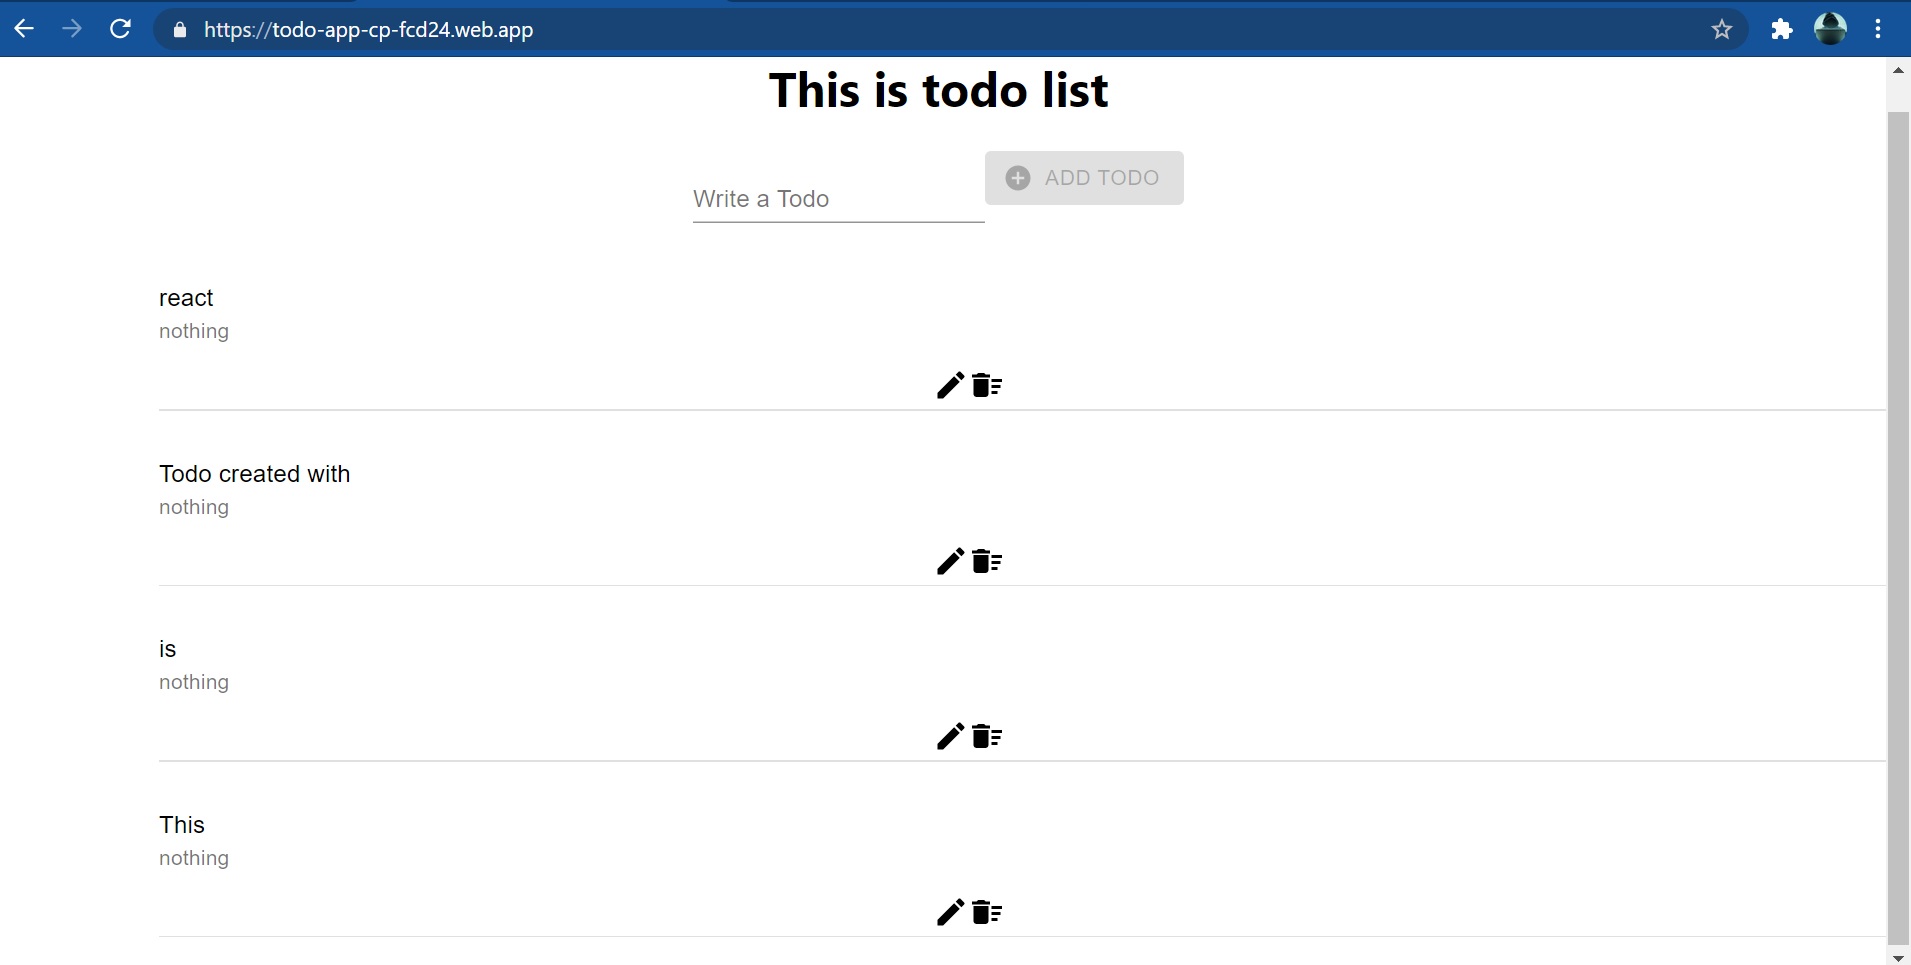 https://todo-app-cp-fcd24.web.app
This is todo list
Write a Todo
ADD TODO
react
nothing
Todo created with
nothing
is
nothing
This
nothing